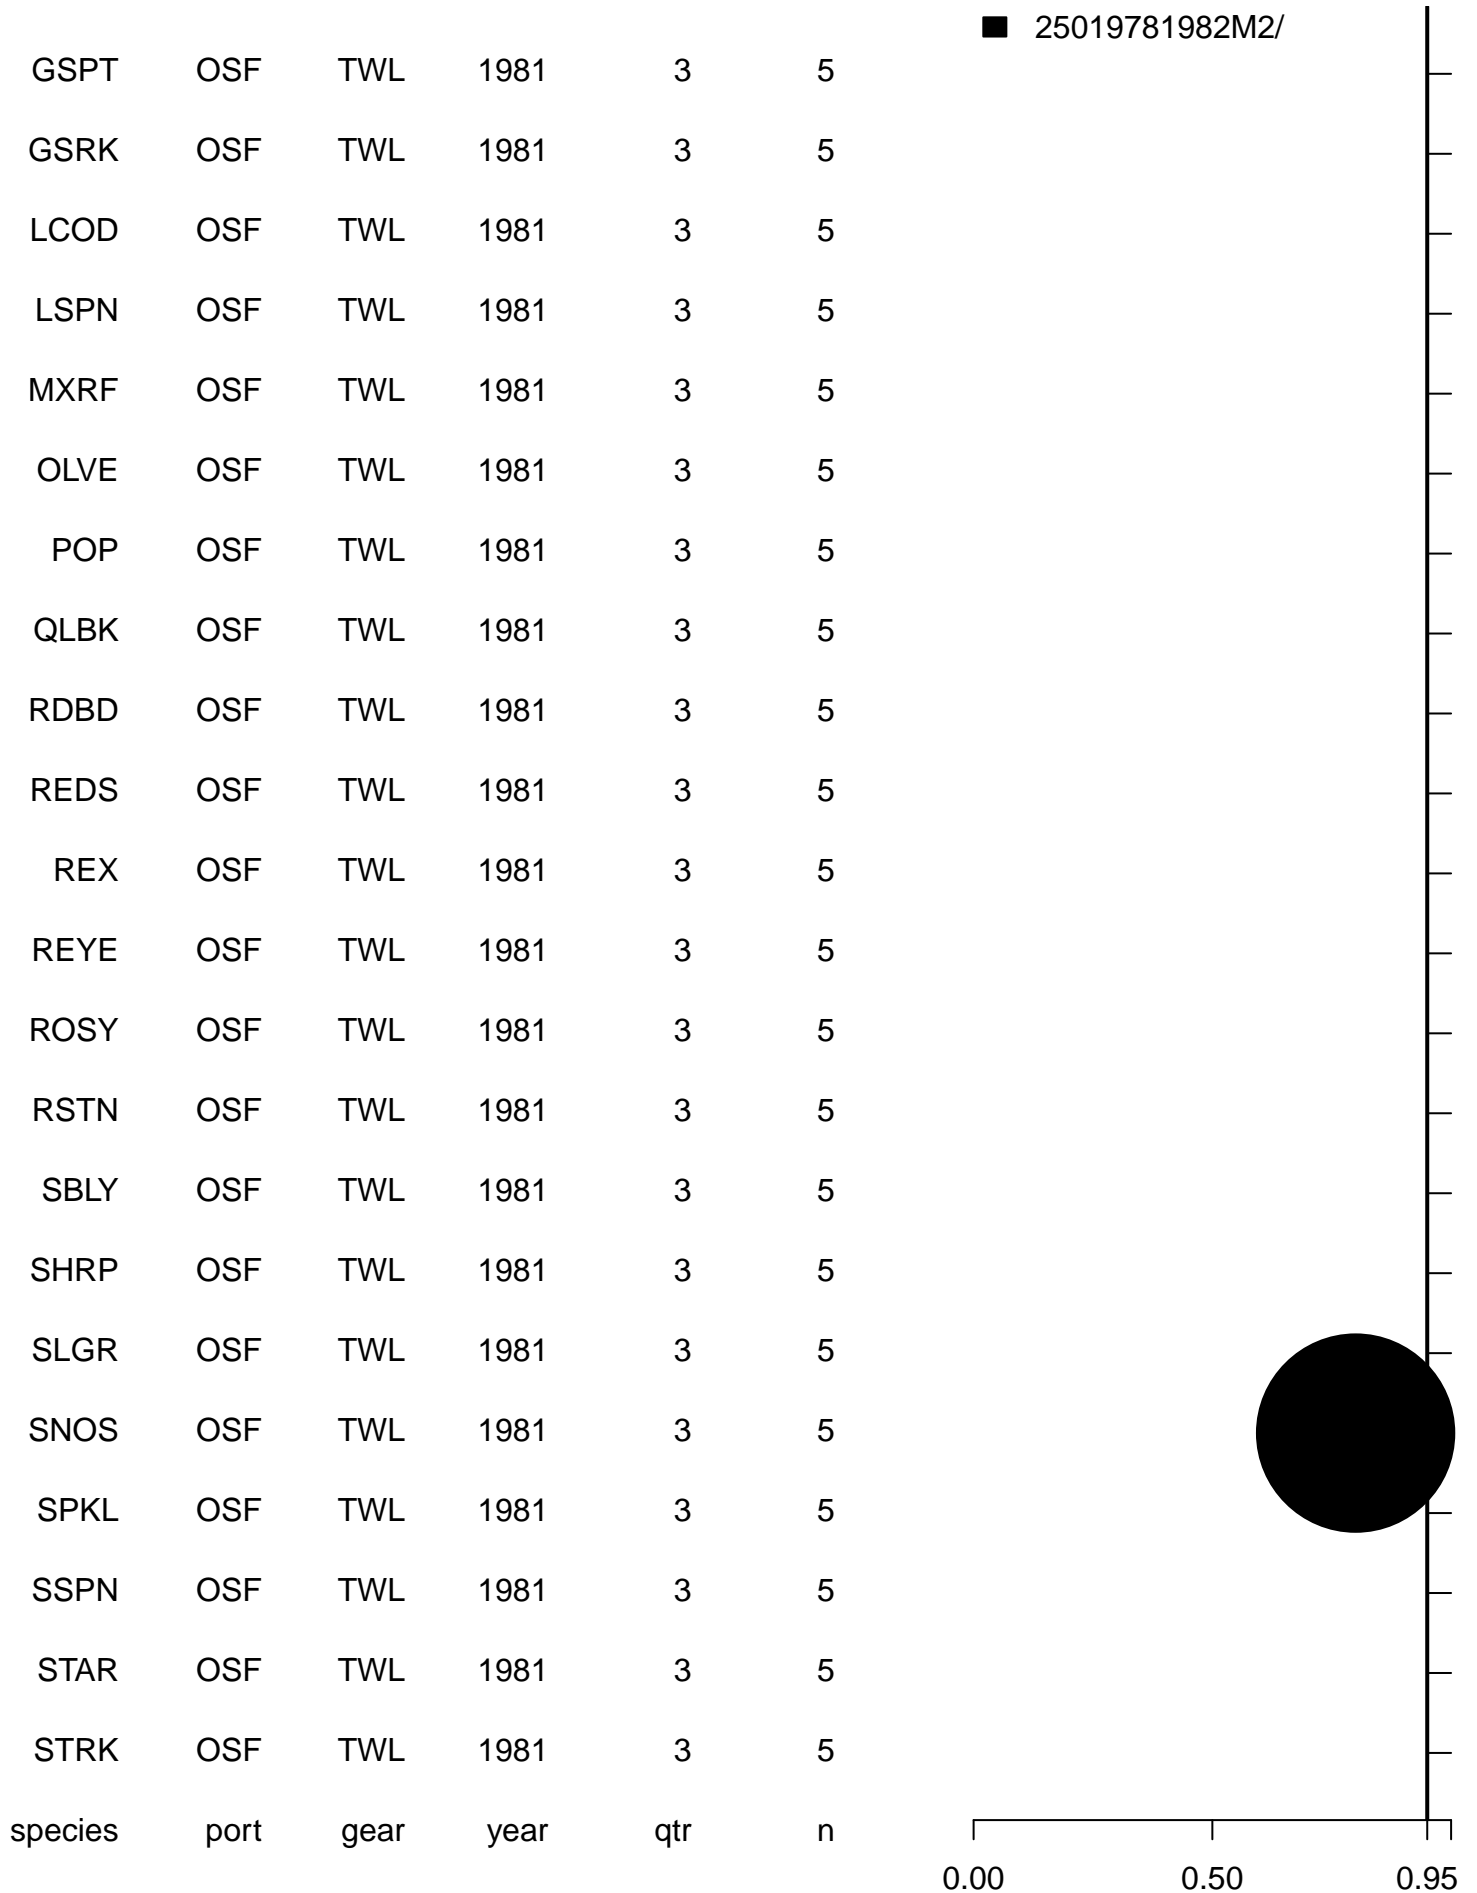 25019781982M2/
GSPT OSF TWL 1981 3 5
GSRK OSF TWL 1981 3 5
LCOD OSF TWL 1981 3 5
LSPN OSF TWL 1981 3 5
MXRF OSF TWL 1981 3 5
OLVE OSF TWL 1981 3 5
POP OSF TWL 1981 3 5
QLBK OSF TWL 1981 3 5
RDBD OSF TWL 1981 3 5
REDS OSF TWL 1981 3 5
REX OSF TWL 1981 3 5
REYE OSF TWL 1981 3 5
ROSY OSF TWL 1981 3 5
RSTN OSF TWL 1981 3 5
SBLY OSF TWL 1981 3 5
SHRP OSF TWL 1981 3 5
SLGR OSF TWL 1981 3 5
SNOS OSF TWL 1981 3 5
SPKL OSF TWL 1981 3 5
SSPN OSF TWL 1981 3 5
STAR OSF TWL 1981 3 5
STRK OSF TWL 1981 3 5
species port gear year qtr n
0.00 0.50 0.95